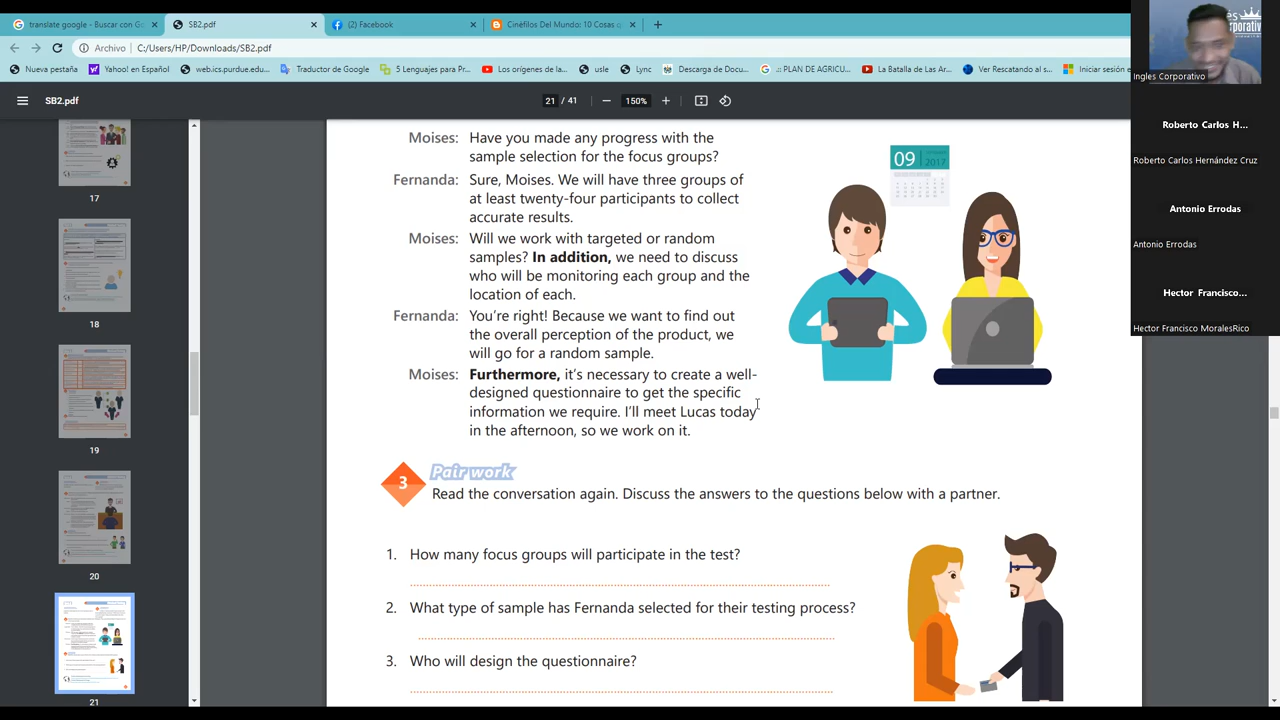 translate google - Buscar con Go
SB2.pdf
(2) Facebook
Cinéfilos Del Mundo: 10 Cosas q
Archivo
C:/Users/HP/Downloads/SB2.pdf
Nueva pestaña
Yahoo! en Español
web.ics.purdue.edu...
Traductor de Google
5 Lenguajes para Pr...
Los orígenes de la...
usle
Lync
Descarga de Docu...
.::: PLAN DE AGRICU...
La Batalla de Las Ar...
Ver Rescatando al s...
Iniciar sesión e
SB2.pdf
21 / 41
150%
17
18
19
20
21
Moises: Have you made any progress with the
sample selection for the focus groups?
Fernanda: Sure, Moises. We will have three groups of
at least twenty-four participants to collect
accurate results.
Moises: Will we work with targeted or random
samples? In addition, we need to discuss
who will be monitoring each group and the
location of each.
Fernanda: You're right! Because we want to find out
the overall perception of the product, we
will go for a random sample.
Moises: Furthermore, it's necessary to create a well-
designed questionnaire to get the specific
information we require. I'll meet Lucas today
in the afternoon, so we work on it.
09
2017
3
Pair work
Read the conversation again. Discuss the answers to the questions below with a partner.
1. How many focus groups will participate in the test?
2. What type of sample has Fernanda selected for their testing process?
3. Who will design the questionnaire?
Ingles Corporativo
Roberto Carlos H...
Roberto Carlos Hernández Cruz
Antonio Errodas
Antonio Errodas
Hector Francisco...
Hector Francisco MoralesRico